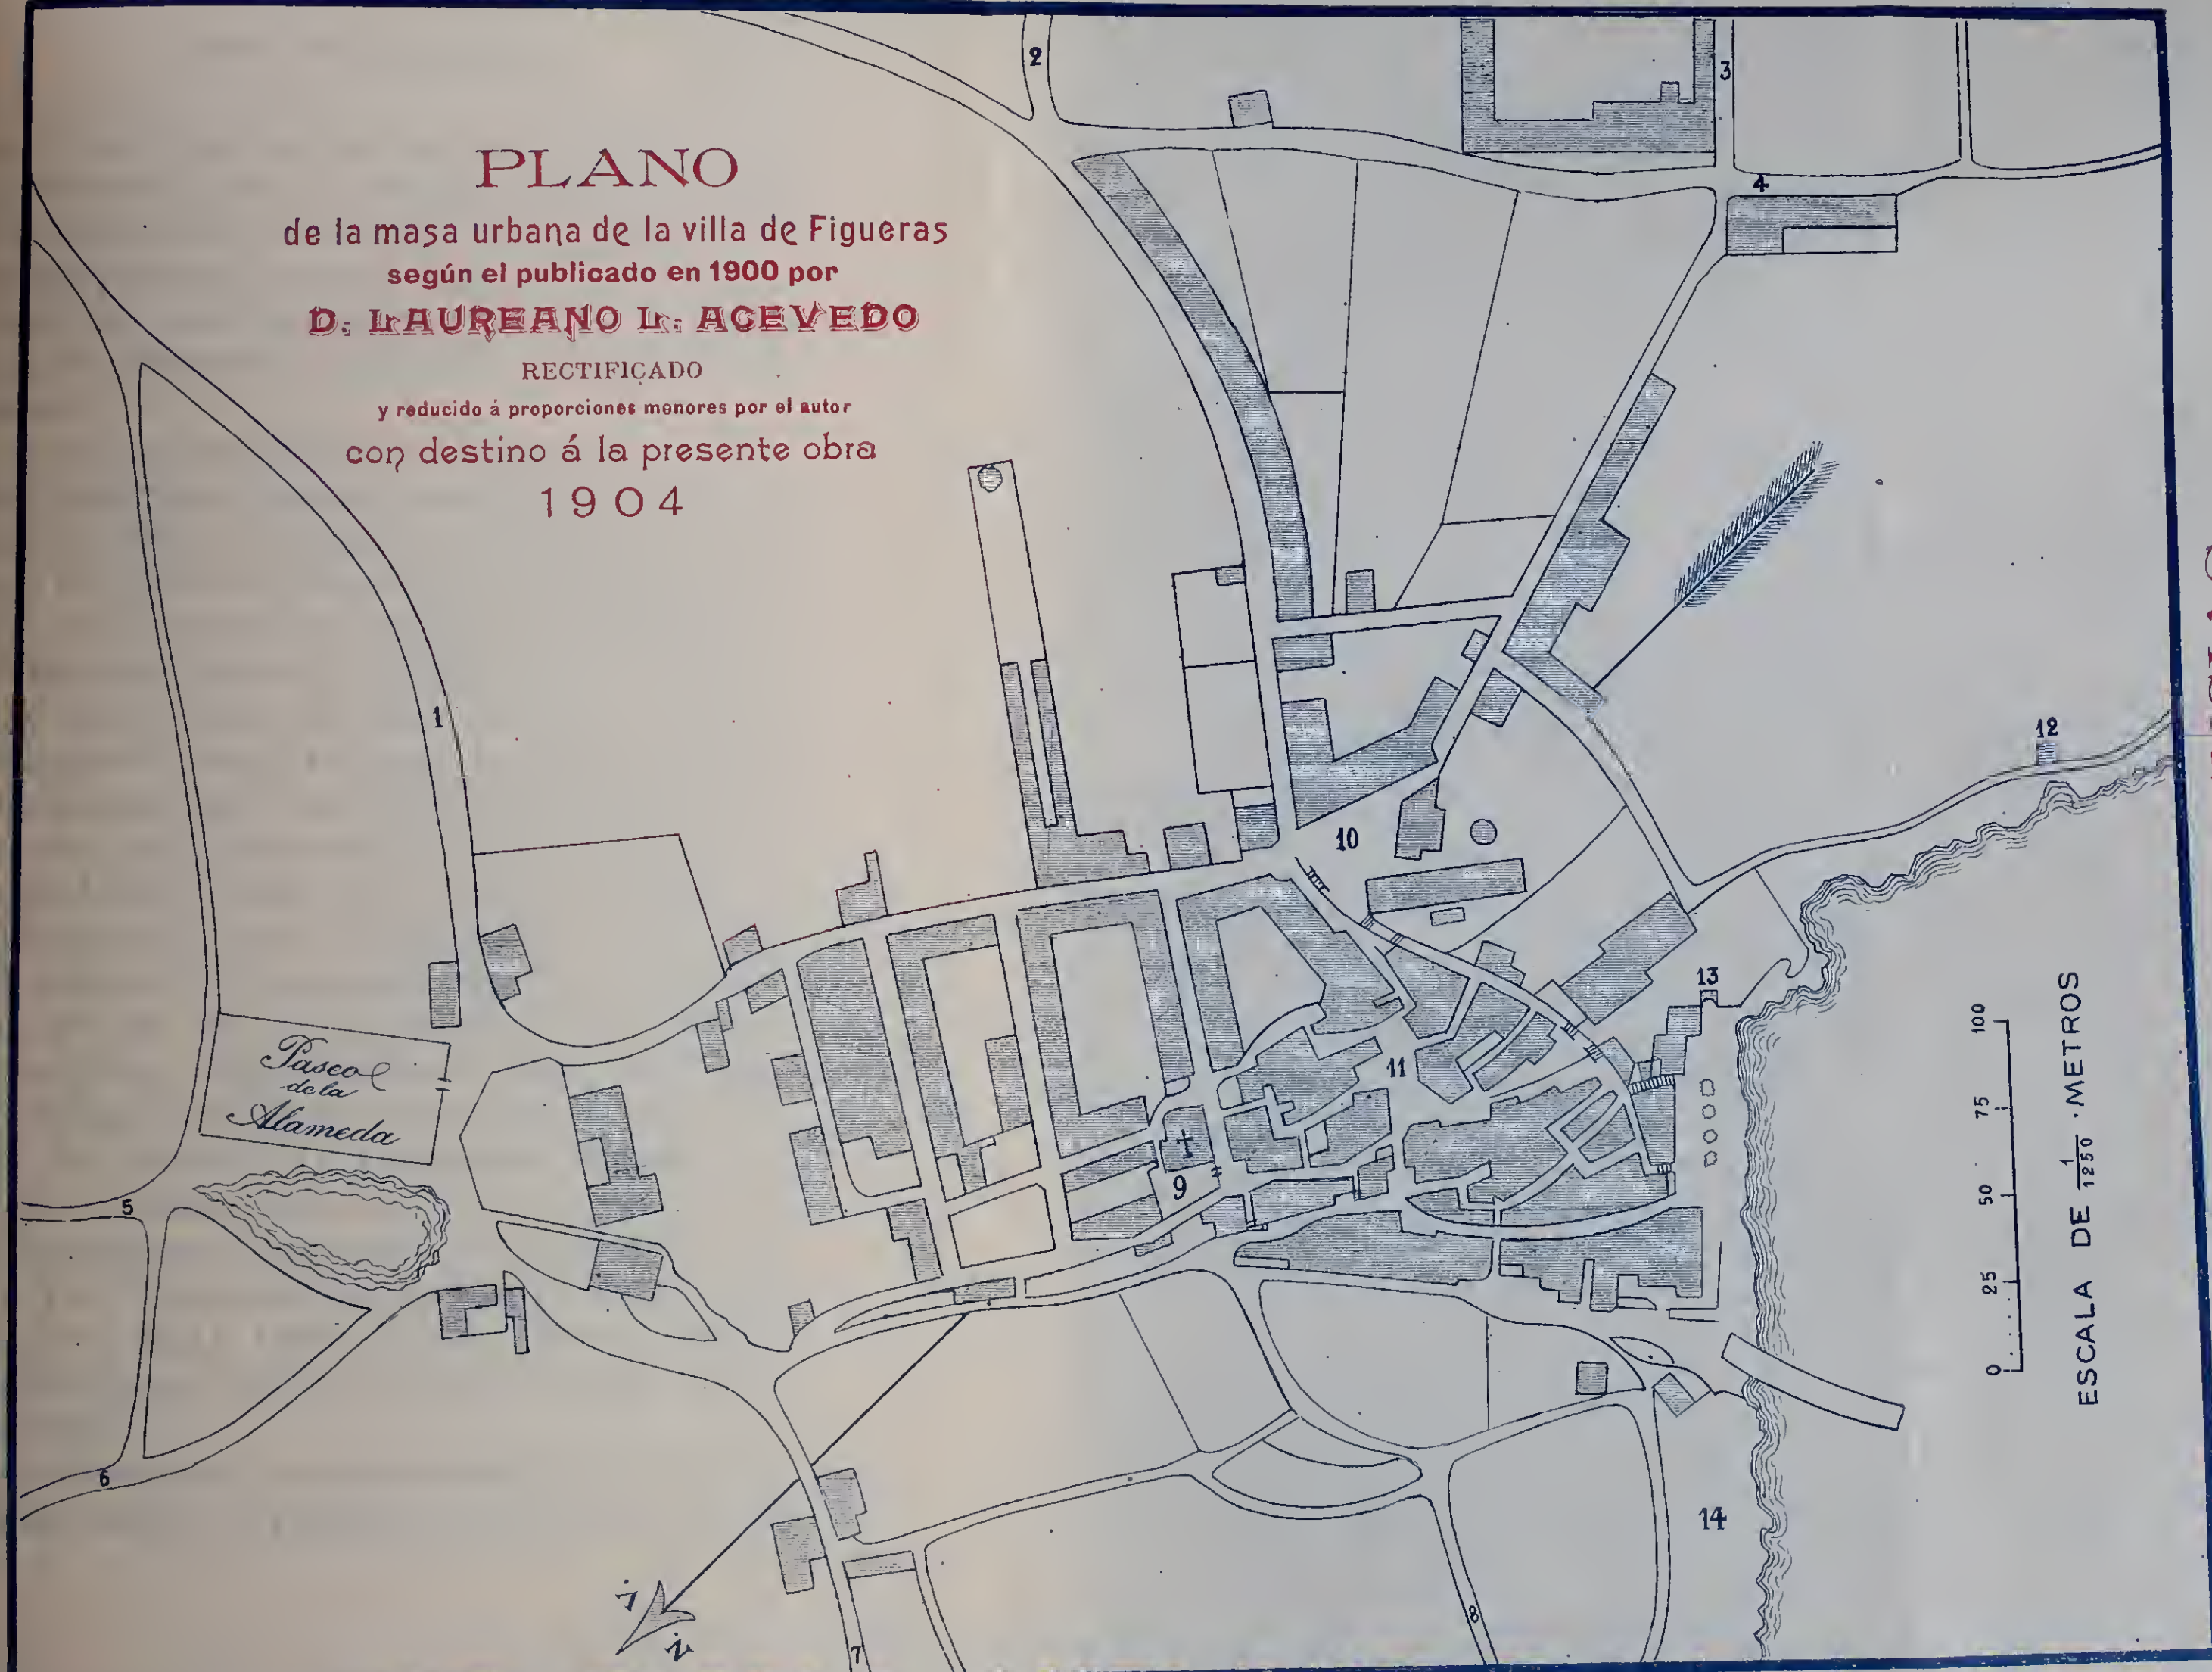 PLANO
de la masa urbana de la villa de Figueras
según el publicado en 1900 por
D. LAUREANO L. ACEVEDO
RECTIFICADO
y reducido á proporciones menores por el autor
con destino á la presente obra
1904
2
3
4
1
12
10
13
Paseo
de la
Alameda
11
9
5
6
14
8
7
0 25 50 75 100
ESCALA DE 1/1250 . METROS